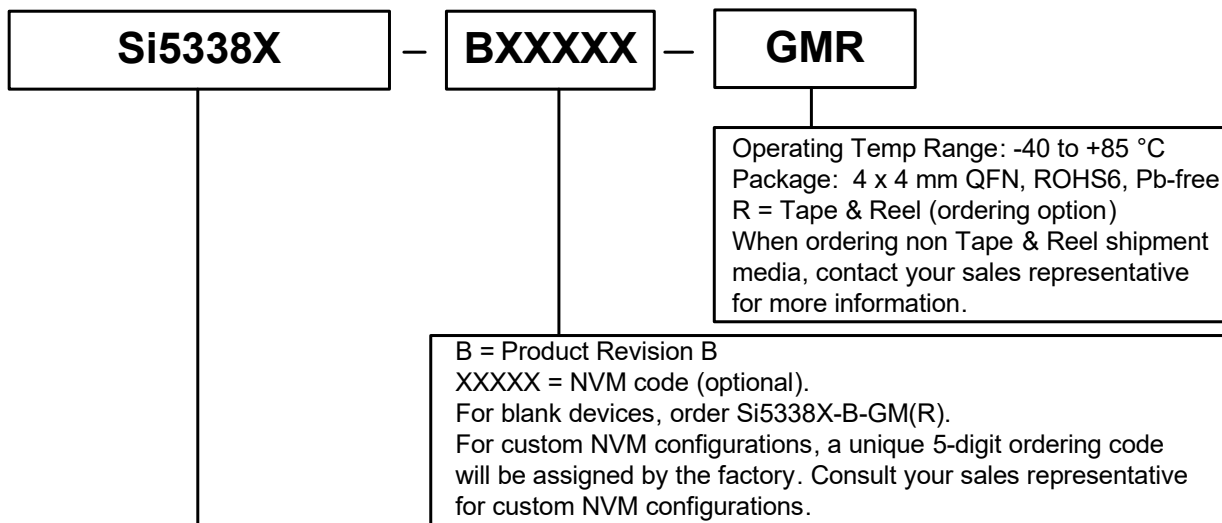 Si5338X – BXXXXX – GMR
Operating Temp Range: -40 to +85 °C
Package:  4 x 4 mm QFN, ROHS6, Pb-free
R = Tape & Reel (ordering option)
When ordering non Tape & Reel shipment
media, contact your sales representative
for more information.
B = Product Revision B
XXXXX = NVM code (optional).
For blank devices, order Si5338X-B-GM(R).
For custom NVM configurations, a unique 5-digit ordering code
will be assigned by the factory. Consult your sales representative
for custom NVM configurations.